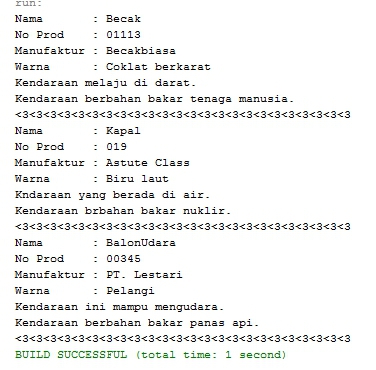 run:
Nama       : Becak
No Prod    : 01113
Manufaktur : Becakbiasa
Warna      : Coklat berkarat
Kendaraan melaju di darat.
Kendaraan berbahan bakar tenaga manusia.
<3<3<3<3<3<3<3<3<3<3<3<3<3<3<3<3<3<3<3<3<3<3<3<3
Nama       : Kapal
No Prod    : 019
Manufaktur : Astute Class
Warna      : Biru laut
Kndaraan yang berada di air.
Kendaraan brbahan bakar nuklir.
<3<3<3<3<3<3<3<3<3<3<3<3<3<3<3<3<3<3<3<3<3<3<3<3
Nama       : BalonUdara
No Prod    : 00345
Manufaktur : PT. Lestari
Warna      : Pelangi
Kendaraan ini mampu mengudara.
Kendaraan berbahan bakar panas api.
<3<3<3<3<3<3<3<3<3<3<3<3<3<3<3<3<3<3<3<3<3<3<3<3
BUILD SUCCESSFUL (total time: 1 second)